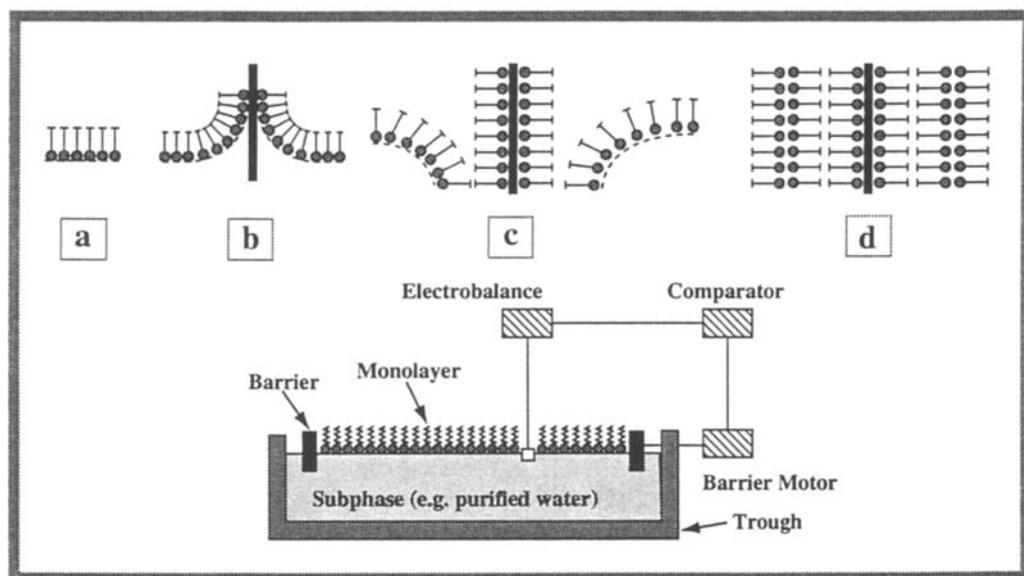 a
b
c
d
Electrobalance
Comparator
Barrier
Monolayer
Barrier Motor
Subphase (e.g. purified water)
Trough